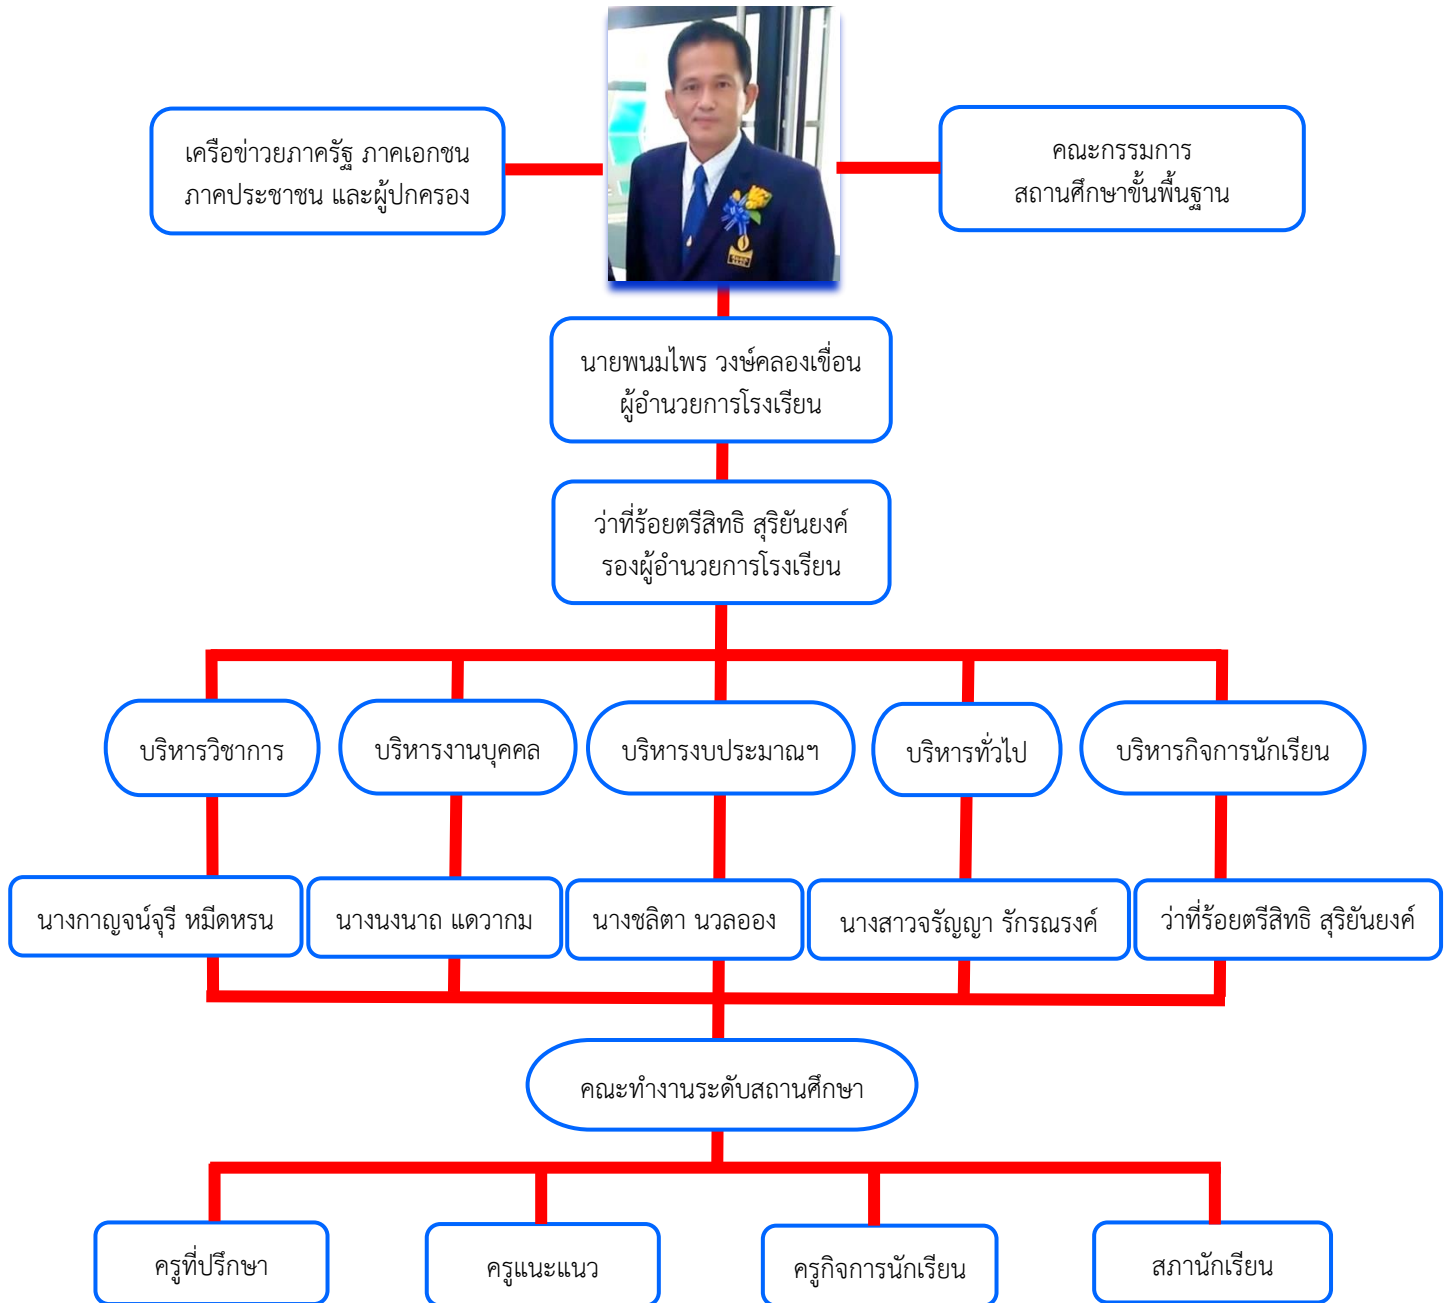 เครือข่าวยภาครัฐ ภาคเอกชน
ภาคประชาชน และผู้ปกครอง
คณะกรรมการ
สถานศึกษาขั้นพื้นฐาน
นายพนมไพร วงษ์คลองเขื่อน
ผู้อำนวยการโรงเรียน
ว่าที่ร้อยตรีสิทธิ สุริยันยงค์
รองผู้อำนวยการโรงเรียน
บริหารวิชาการ
บริหารงานบุคคล
บริหารงบประมาณฯ
บริหารทั่วไป
บริหารกิจการนักเรียน
นางกาญจน์จุรี หมีดหรน
นางนงนาถ แดวากม
นางชลิตา นวลออง
นางสาวจรัญญา รักรณรงค์
ว่าที่ร้อยตรีสิทธิ สุริยันยงค์
คณะทำงานระดับสถานศึกษา
ครูที่ปรึกษา
ครูแนะแนว
ครูกิจการนักเรียน
สภานักเรียน